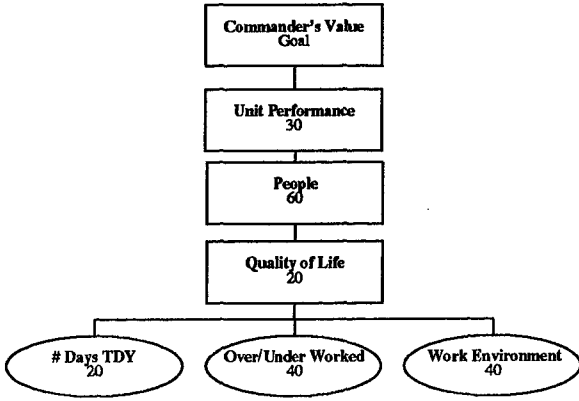 Commander's Value
Goal
Unit Performance
30
People
60
Quality of Life
20
# Days TDY
20
Over/Under Worked
40
Work Environment
40